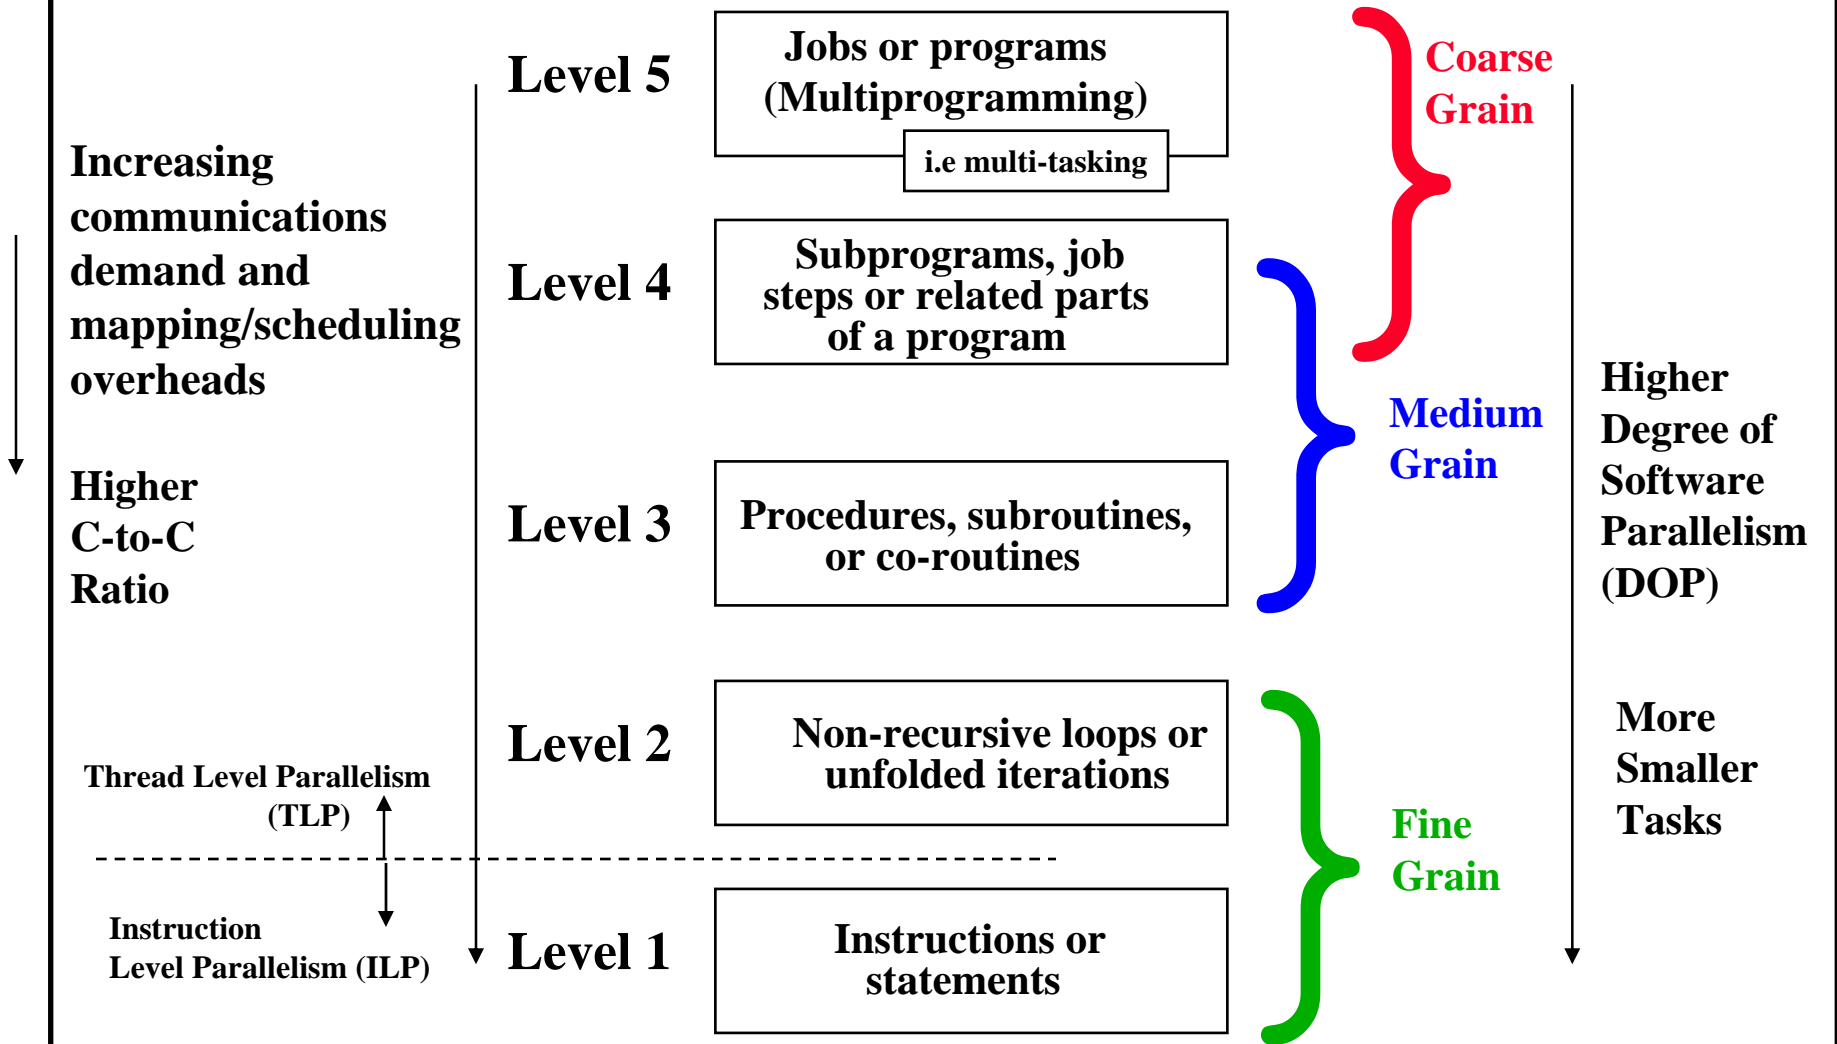 Level 5
Jobs or programs
(Multiprogramming)
i.e multi-tasking
Coarse
Grain
Increasing
communications
demand and
mapping/scheduling
overheads
Level 4
Subprograms, job
steps or related parts
of a program
Medium
Grain
Higher
Degree of
Software
Parallelism
(DOP)
Higher
C-to-C
Ratio
Level 3
Procedures, subroutines,
or co-routines
Level 2
Non-recursive loops or
unfolded iterations
More
Smaller
Tasks
Thread Level Parallelism
(TLP)
Fine
Grain
Instruction
Level Parallelism (ILP)
Level 1
Instructions or
statements